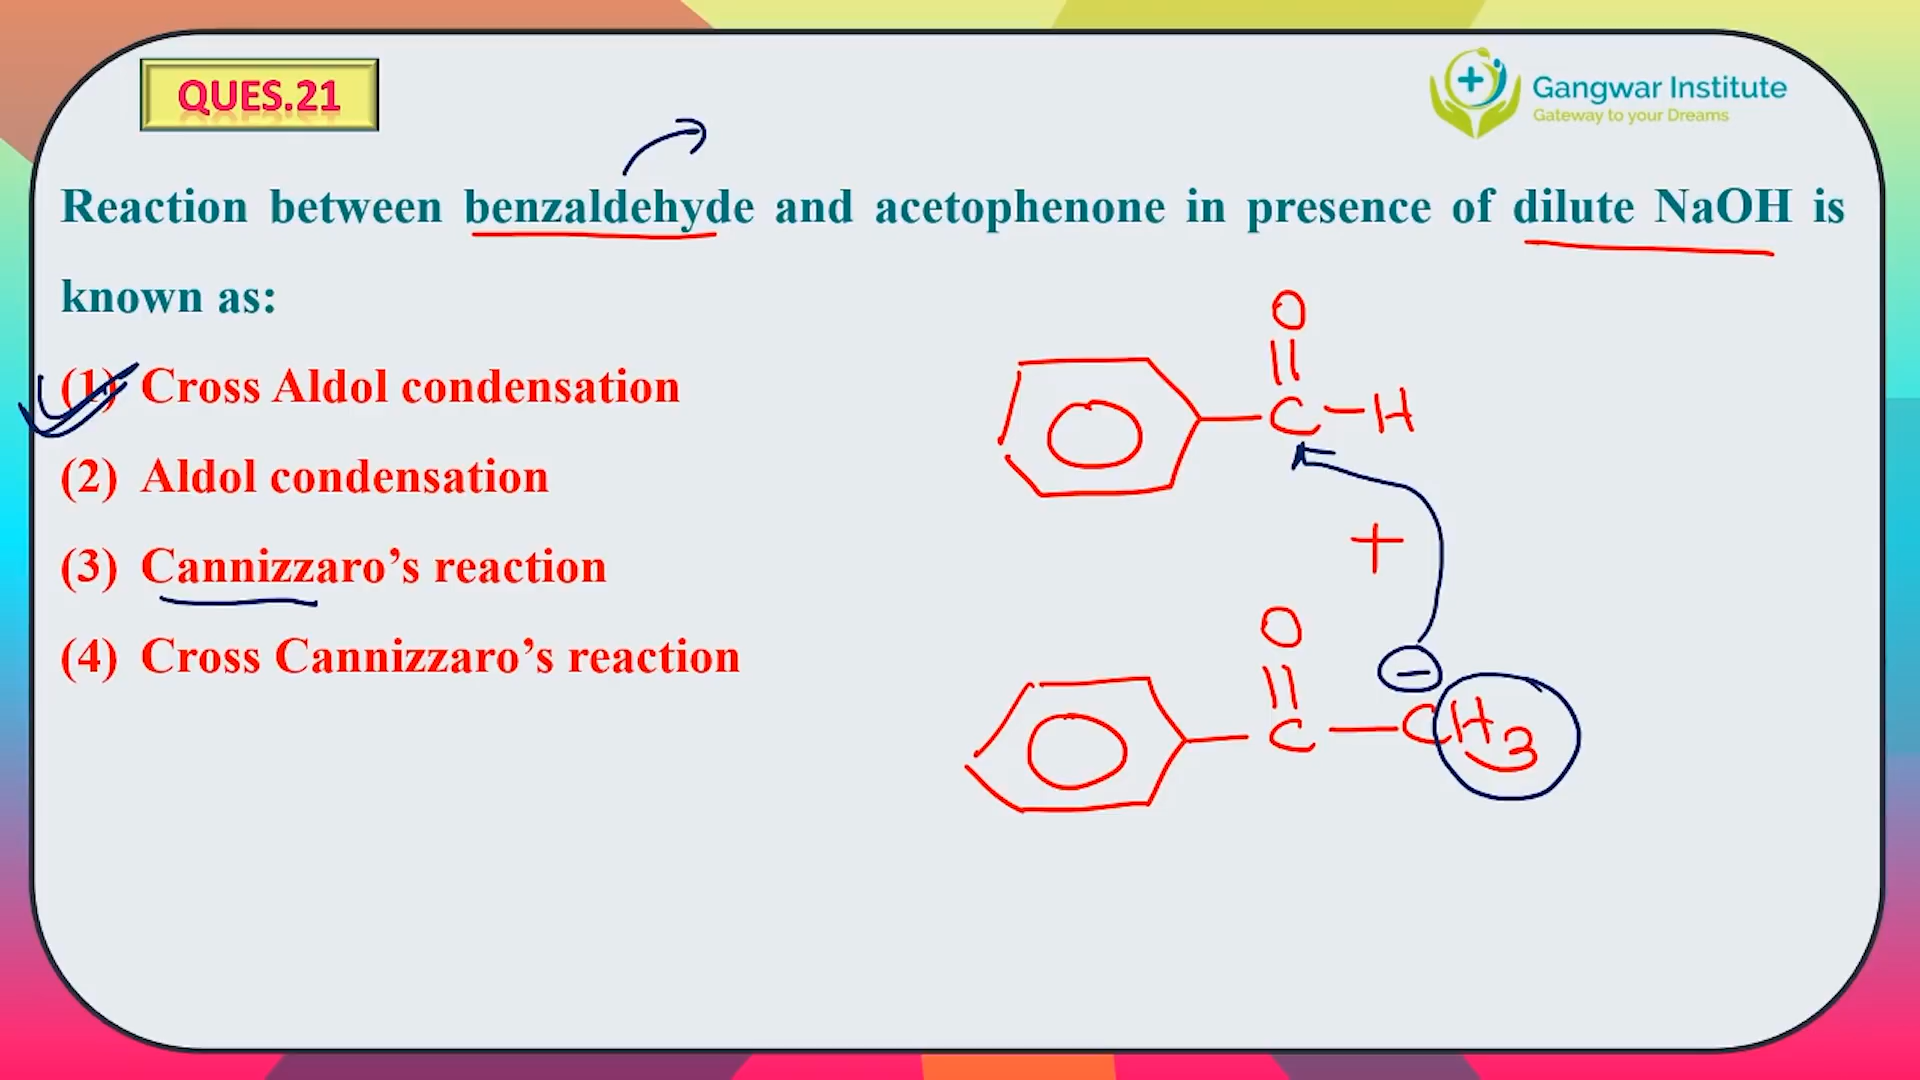 QUES.21
Gangwar Institute
Gateway to your Dreams
Reaction between benzaldehyde and acetophenone in presence of dilute NaOH is
known as:
(1) Cross Aldol condensation
(2) Aldol condensation
(3) Cannizzaro’s reaction
(4) Cross Cannizzaro’s reaction
O
C–H
+
O
−
C — CH3